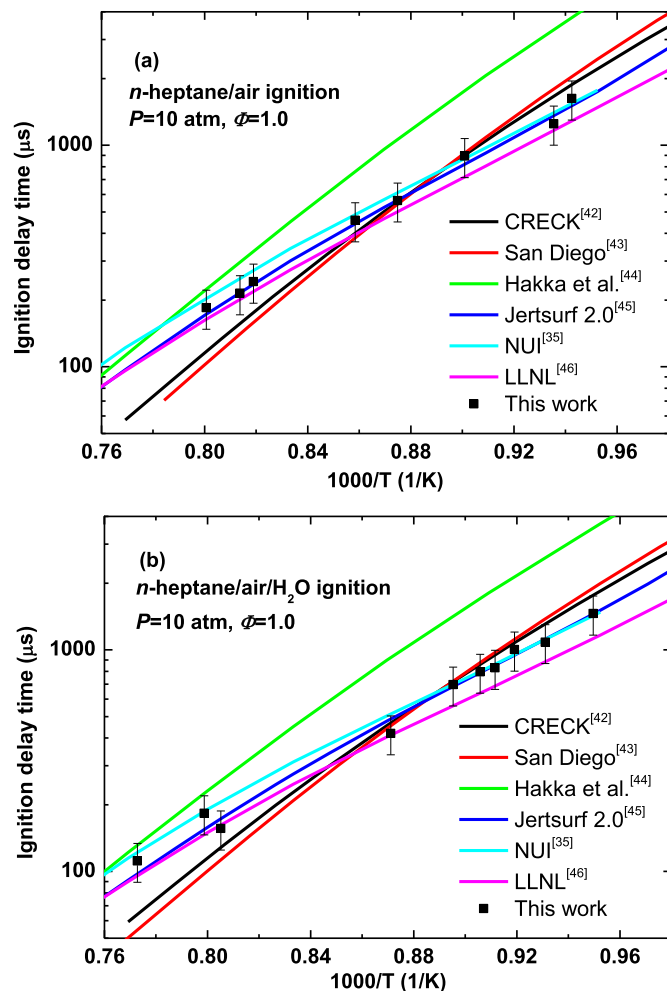 (a)
n-heptane/air ignition
P=10 atm, Φ=1.0
Ignition delay time (μs)
1000
100
CRECK[42]
San Diego[43]
Hakka et al.[44]
Jertsurf 2.0[45]
NUI[35]
LLNL[46]
This work
0.76 0.80 0.84 0.88 0.92 0.96
1000/T (1/K)
(b)
n-heptane/air/H2O ignition
P=10 atm, Φ=1.0
Ignition delay time (μs)
1000
100
CRECK[42]
San Diego[43]
Hakka et al.[44]
Jertsurf 2.0[45]
NUI[35]
LLNL[46]
This work
0.76 0.80 0.84 0.88 0.92 0.96
1000/T (1/K)